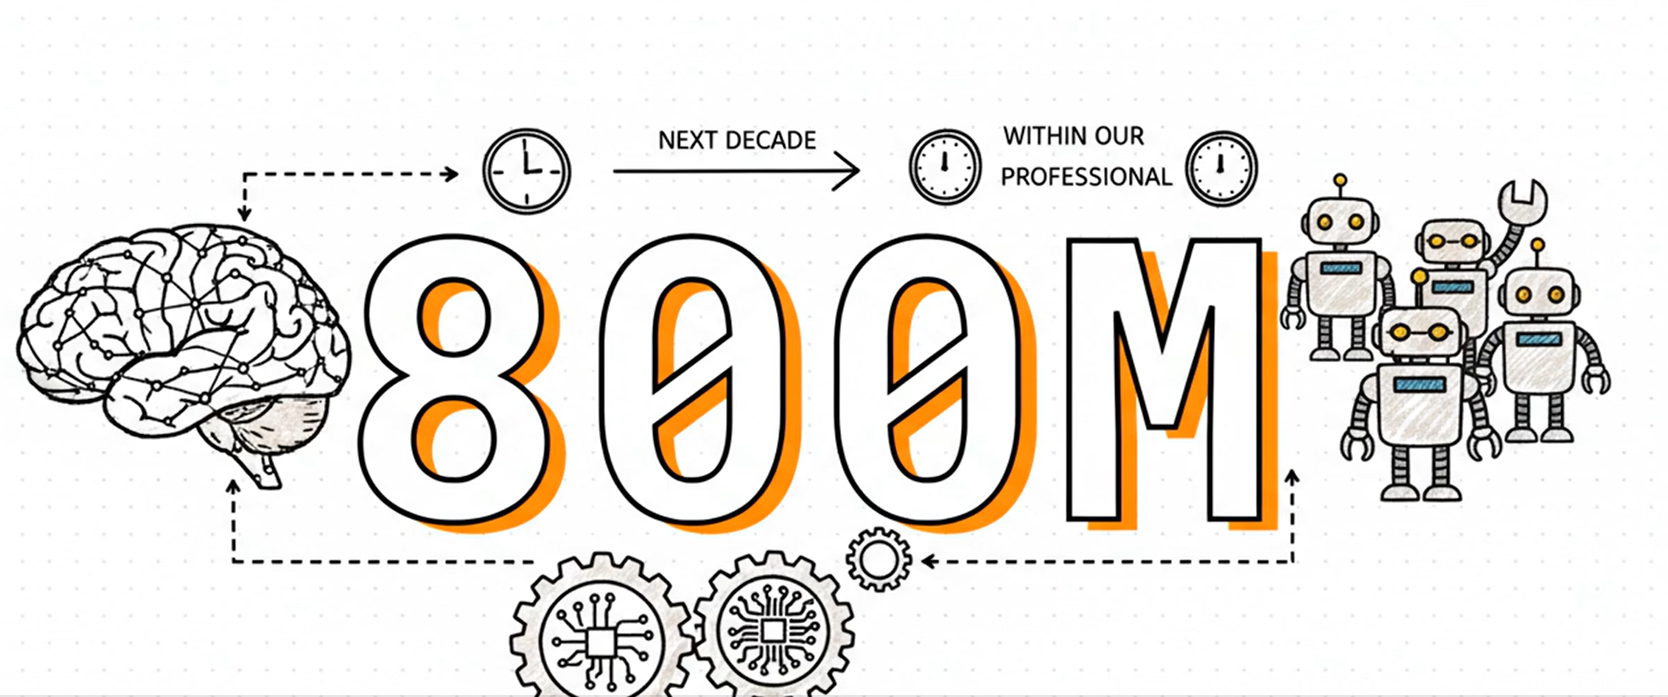 NEXT DECADE
WITHIN OUR
PROFESSIONAL
800M